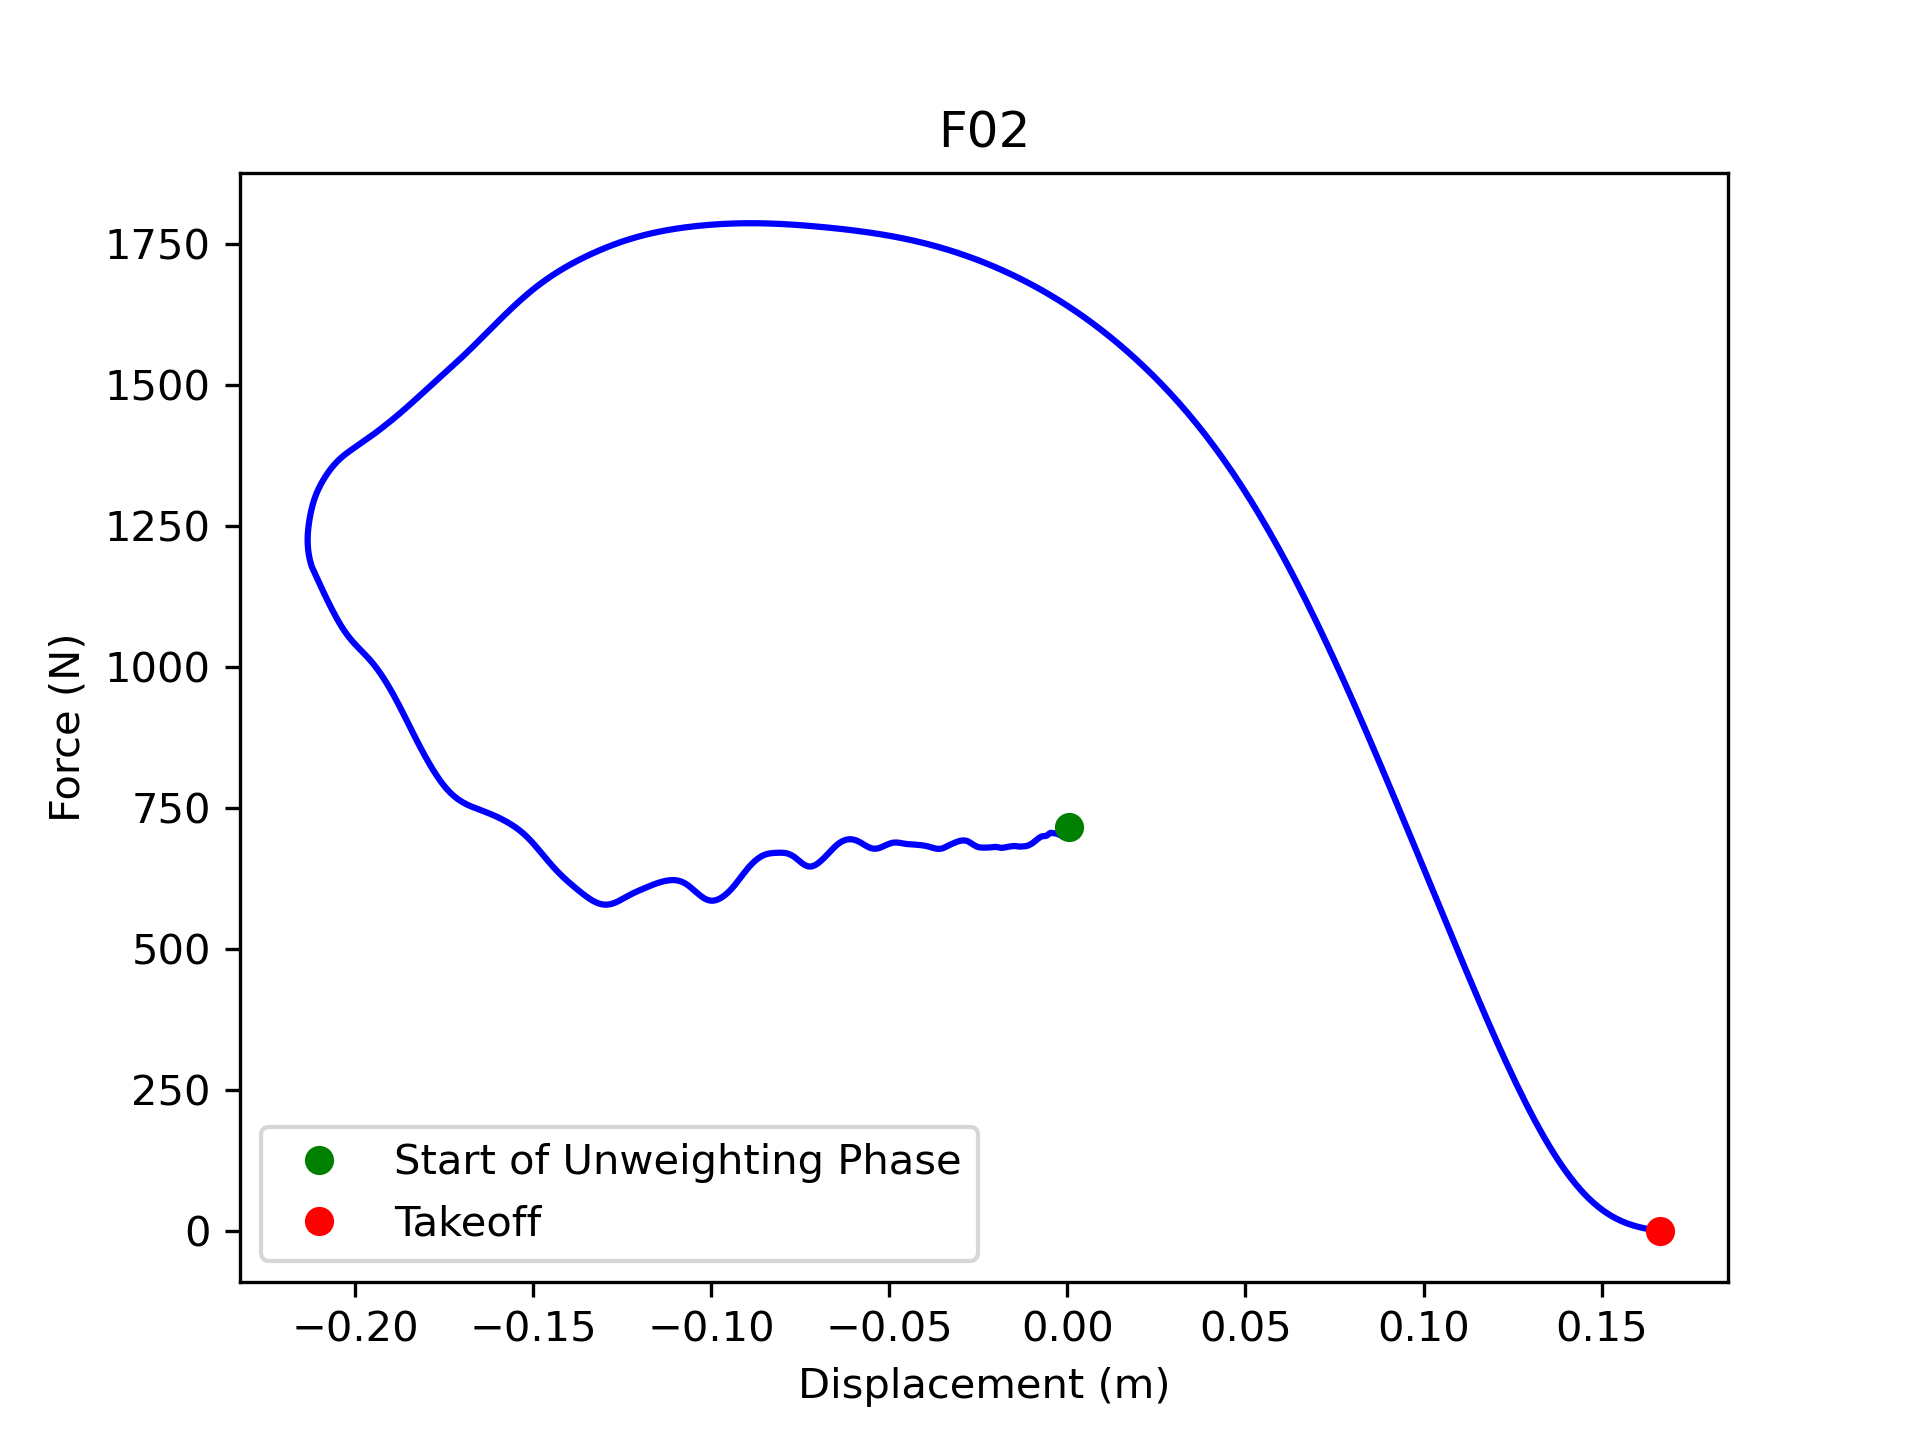 F02
1750
1500
1250
1000
750
500
250
0
Force (N)
Start of Unweighting Phase
Takeoff
−0.20 −0.15 −0.10 −0.05 0.00 0.05 0.10 0.15
Displacement (m)